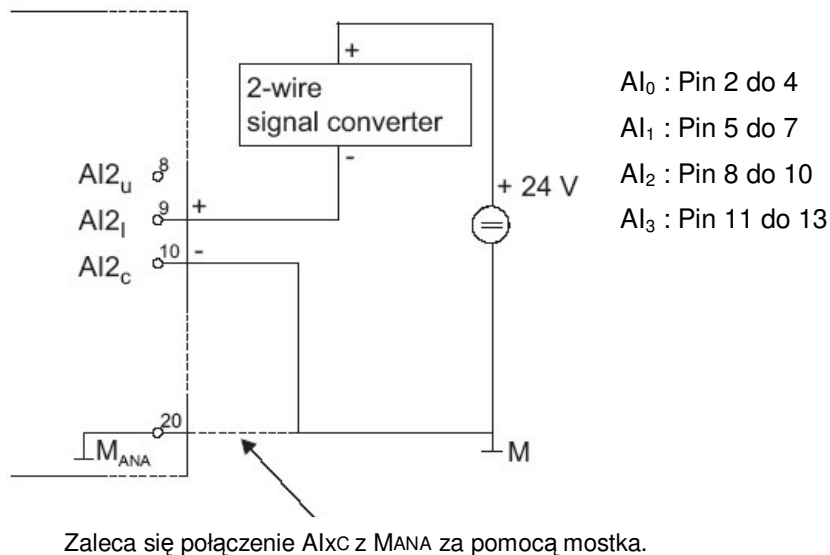 +
2-wire
signal converter
-
AI2u 8
AI2I 9 +
AI2c 10 -
+ 24 V
20
MANA
M
AI0 : Pin 2 do 4
AI1 : Pin 5 do 7
AI2 : Pin 8 do 10
AI3 : Pin 11 do 13
Zaleca się połączenie AIxC z MANA za pomocą mostka.